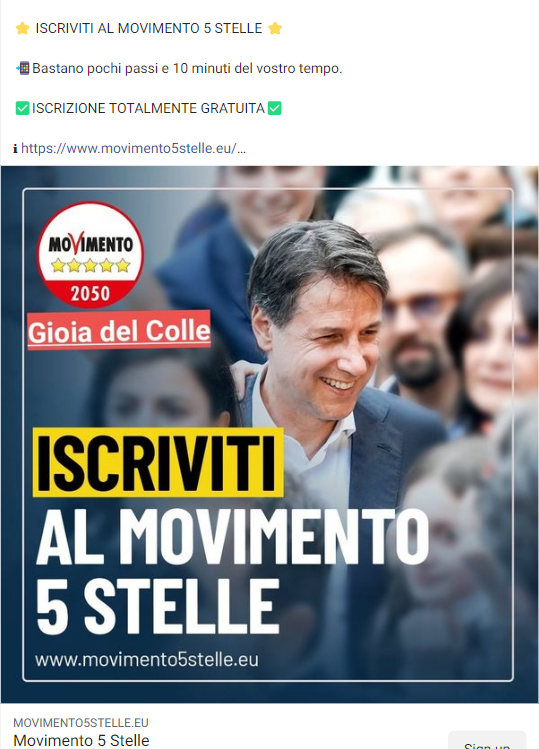 ⭐ ISCRIVITI AL MOVIMENTO 5 STELLE ⭐
📲Bastano pochi passi e 10 minuti del vostro tempo.
✅ISCRIZIONE TOTALMENTE GRATUITA✅
ℹ https://www.movimento5stelle.eu/...
MOVIMENTO
2050
Gioia del Colle
ISCRIVITI
AL MOVIMENTO
5 STELLE
www.movimento5stelle.eu
MOVIMENTO5STELLE.EU
Movimento 5 Stelle
Sign up